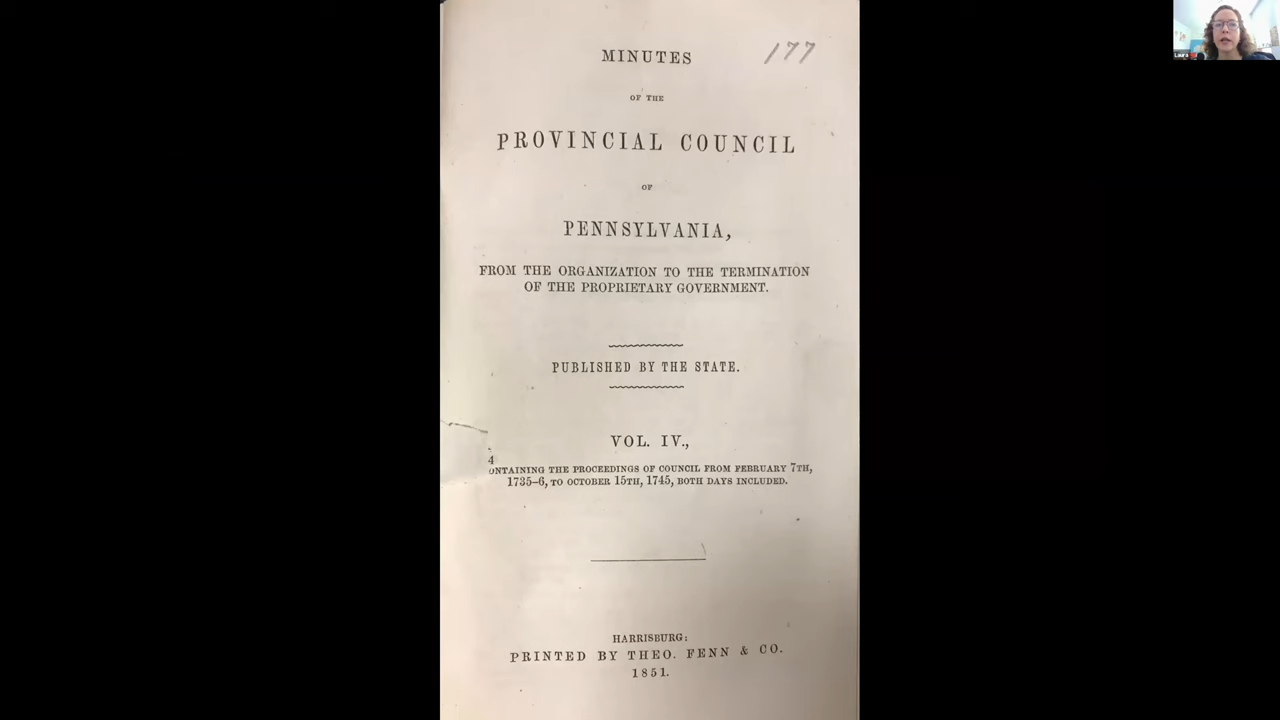 MINUTES
177
OF THE
PROVINCIAL COUNCIL
OF
PENNSYLVANIA,
FROM THE ORGANIZATION TO THE TERMINATION
OF THE PROPRIETARY GOVERNMENT.
PUBLISHED BY THE STATE.
VOL. IV.,
4
ONTAINING THE PROCEEDINGS OF COUNCIL FROM FEBRUARY 7TH,
1735–6, TO OCTOBER 15TH, 1745, BOTH DAYS INCLUDED.
HARRISBURG:
PRINTED BY THEO. FENN & CO.
1851.
Laura